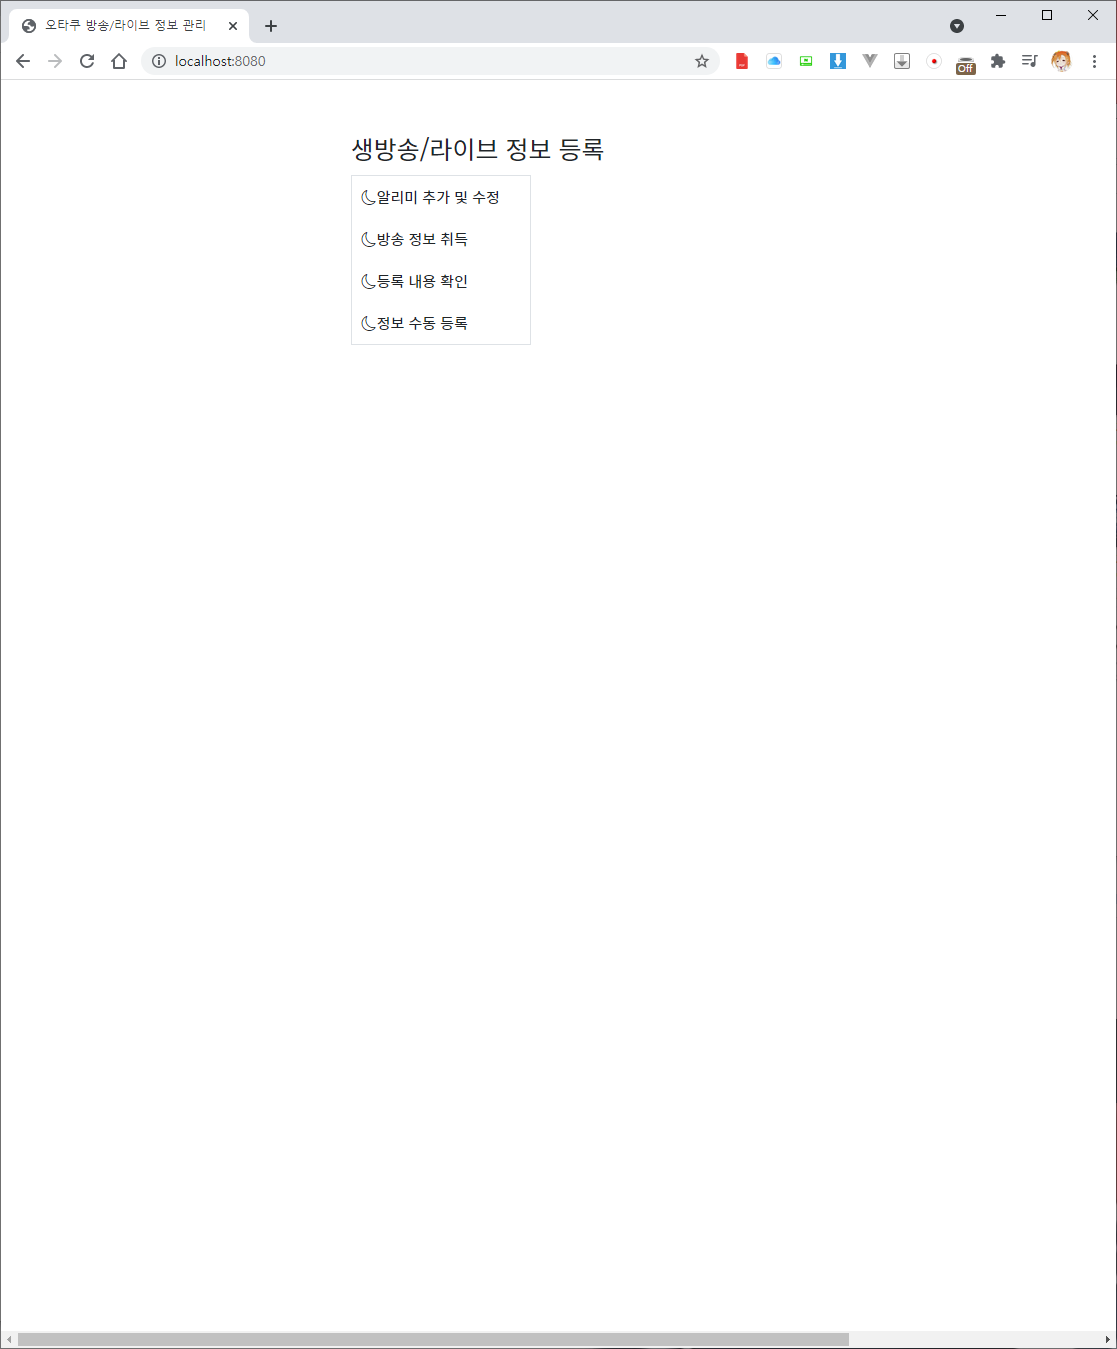 오타쿠 방송/라이브 정보 관리
localhost:8080
Off
생방송/라이브 정보 등록
알리미 추가 및 수정
방송 정보 취득
등록 내용 확인
정보 수동 등록